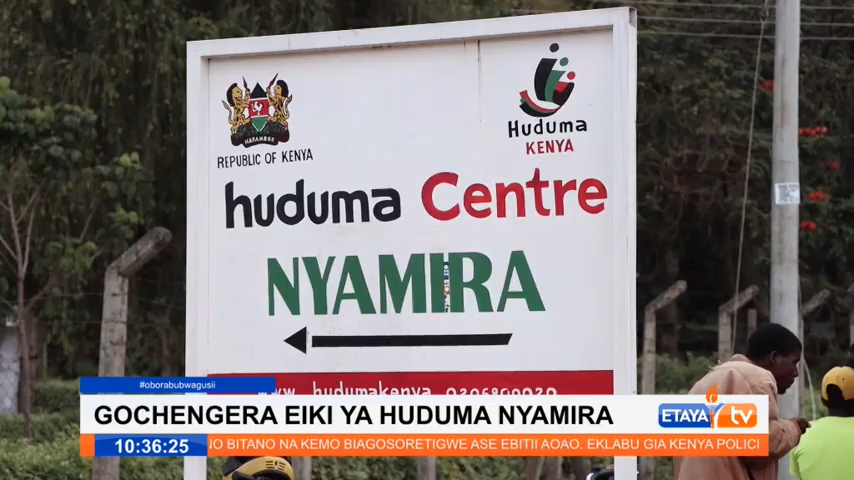 HARAMBEE
REPUBLIC OF KENYA
Huduma
KENYA
huduma Centre
NYAMIRA
#oborabubwagusii
GOCHENGERA EIKI YA HUDUMA NYAMIRA
ETAYA tv
10:36:25
NO BITANO NA KEMO BIAGOSORETIGWE ASE EBITII AOAO. EKLABU GIA KENYA POLICI